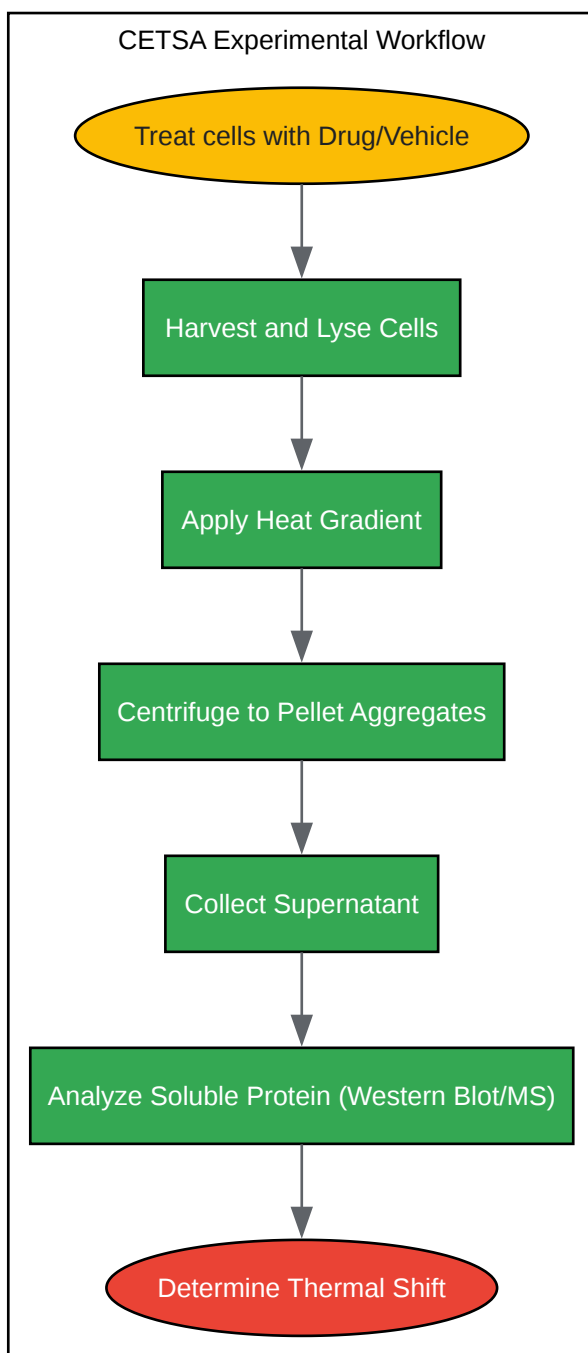 CETSA Experimental Workflow
Treat cells with Drug/Vehicle
Harvest and Lyse Cells
Apply Heat Gradient
Centrifuge to Pellet Aggregates
Collect Supernatant
Analyze Soluble Protein (Western Blot/MS)
Determine Thermal Shift